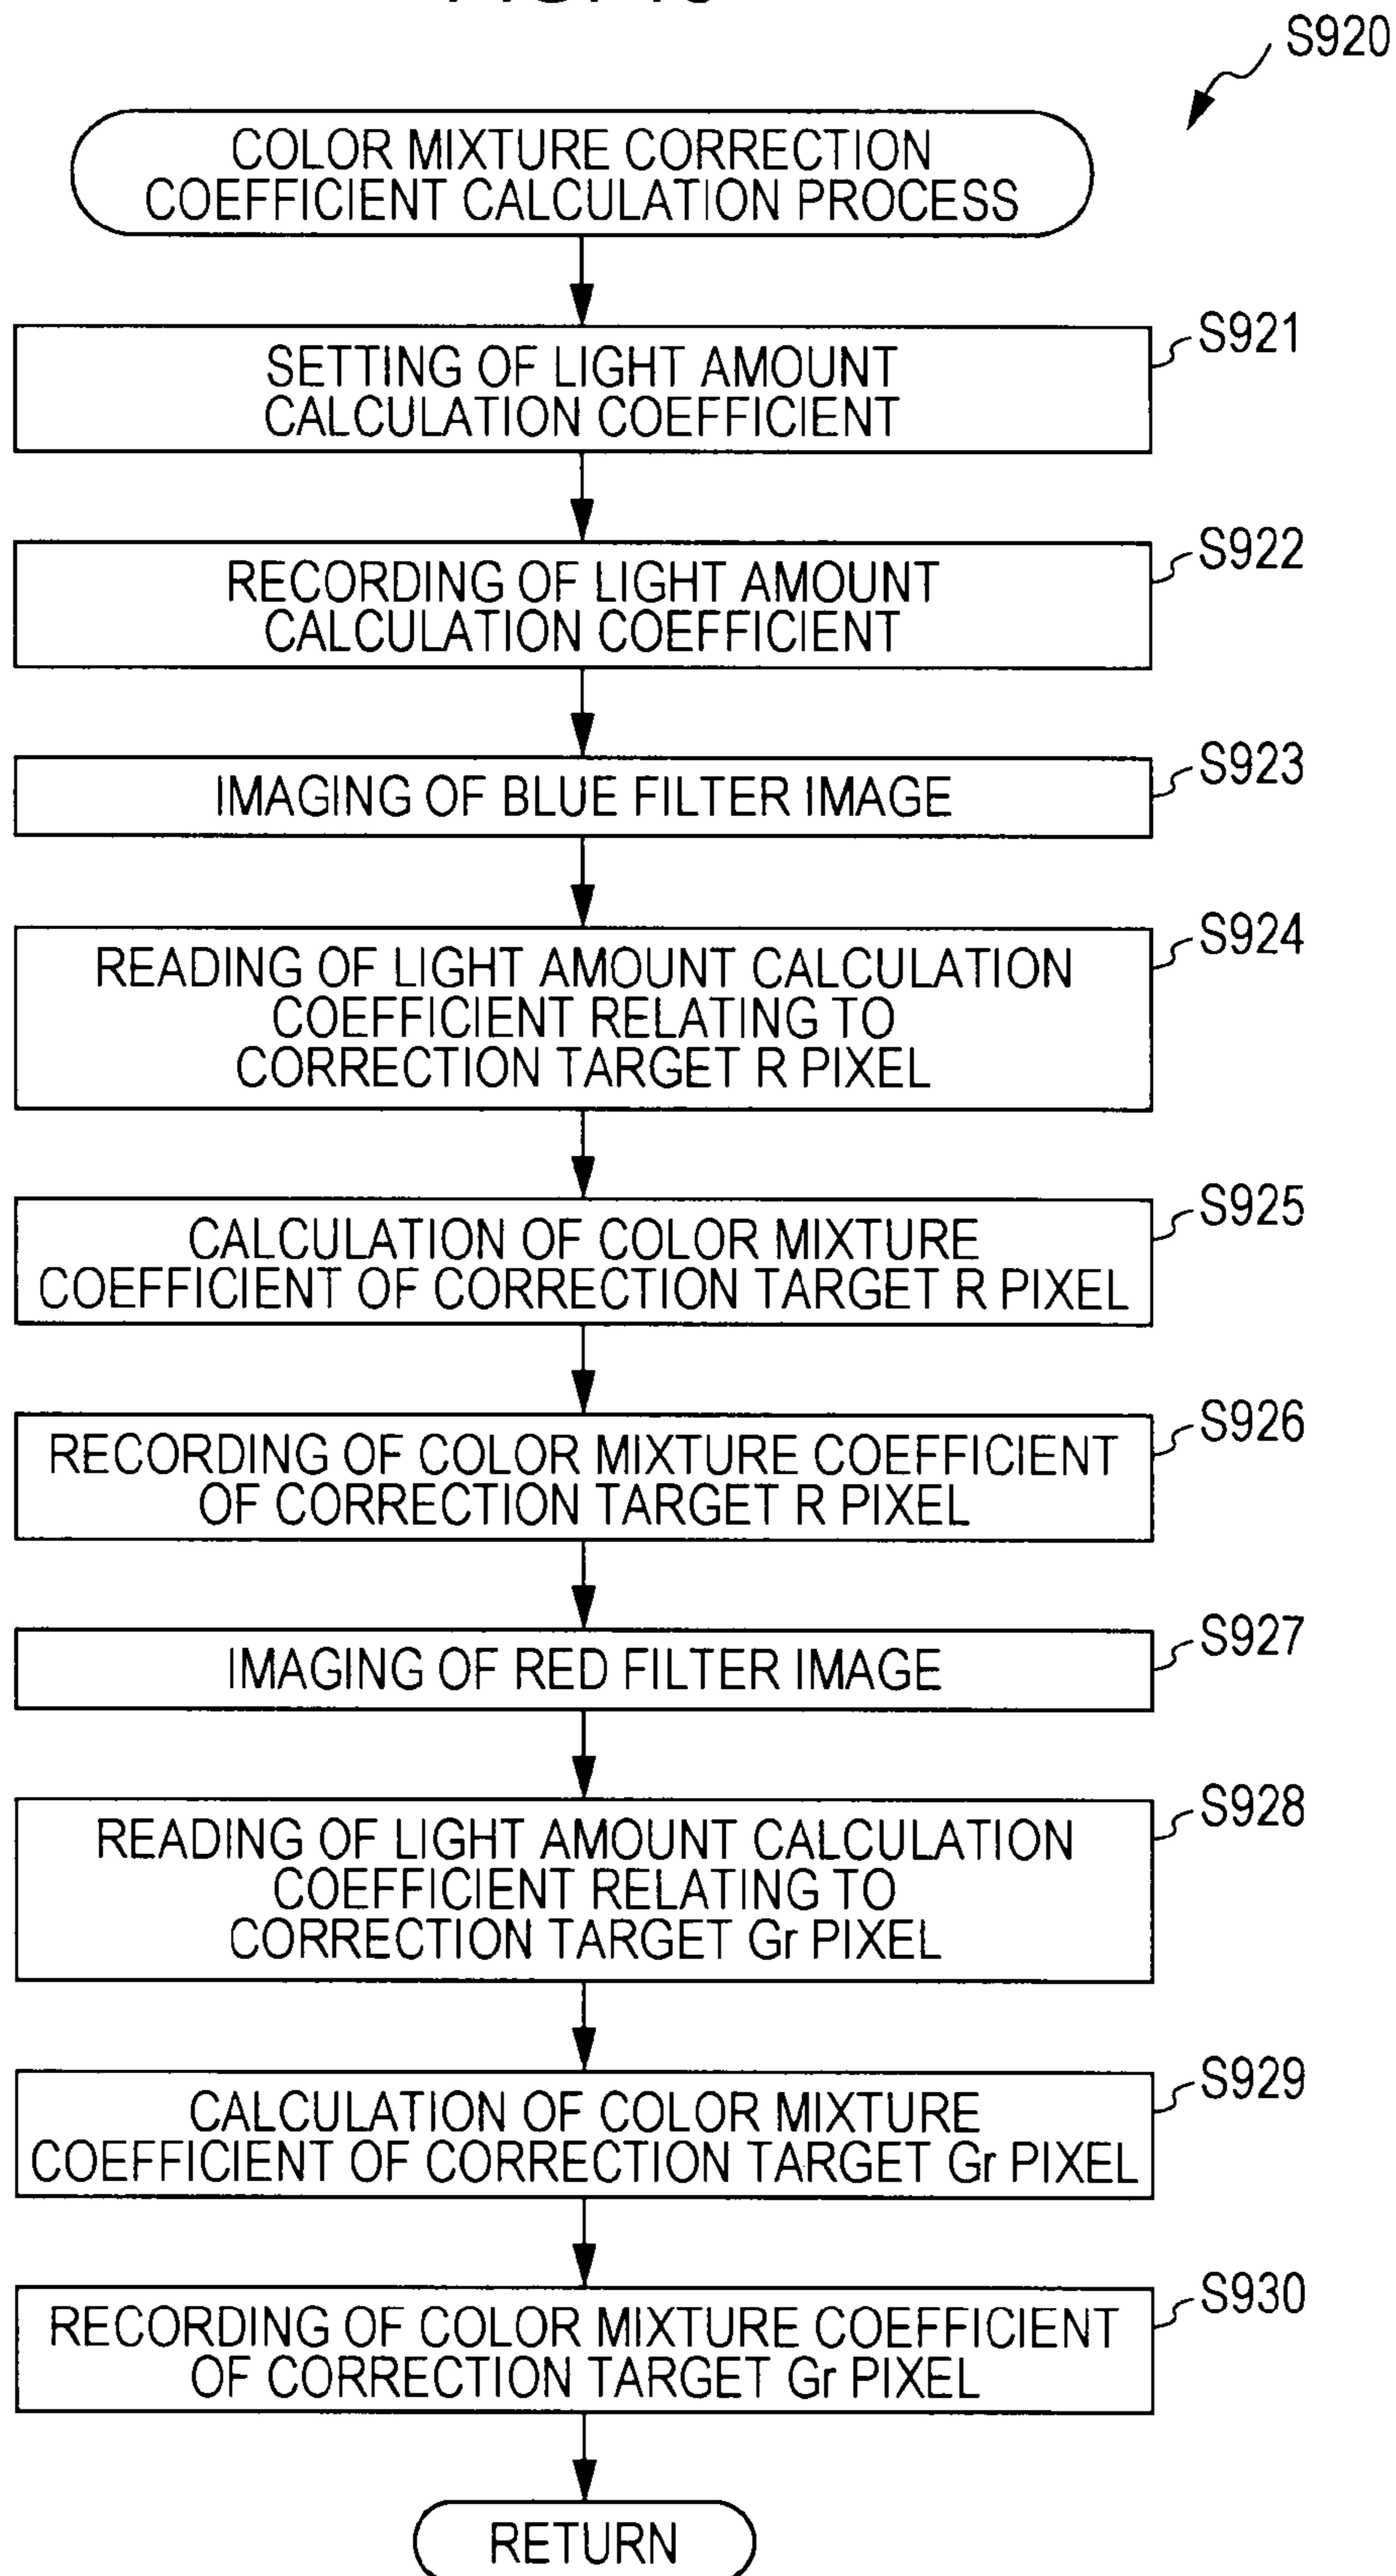 S920
COLOR MIXTURE CORRECTION
COEFFICIENT CALCULATION PROCESS
S921
SETTING OF LIGHT AMOUNT
CALCULATION COEFFICIENT
S922
RECORDING OF LIGHT AMOUNT
CALCULATION COEFFICIENT
S923
IMAGING OF BLUE FILTER IMAGE
S924
READING OF LIGHT AMOUNT CALCULATION
COEFFICIENT RELATING TO
CORRECTION TARGET R PIXEL
S925
CALCULATION OF COLOR MIXTURE
COEFFICIENT OF CORRECTION TARGET R PIXEL
S926
RECORDING OF COLOR MIXTURE COEFFICIENT
OF CORRECTION TARGET R PIXEL
S927
IMAGING OF RED FILTER IMAGE
S928
READING OF LIGHT AMOUNT CALCULATION
COEFFICIENT RELATING TO
CORRECTION TARGET Gr PIXEL
S929
CALCULATION OF COLOR MIXTURE
COEFFICIENT OF CORRECTION TARGET Gr PIXEL
S930
RECORDING OF COLOR MIXTURE COEFFICIENT
OF CORRECTION TARGET Gr PIXEL
RETURN